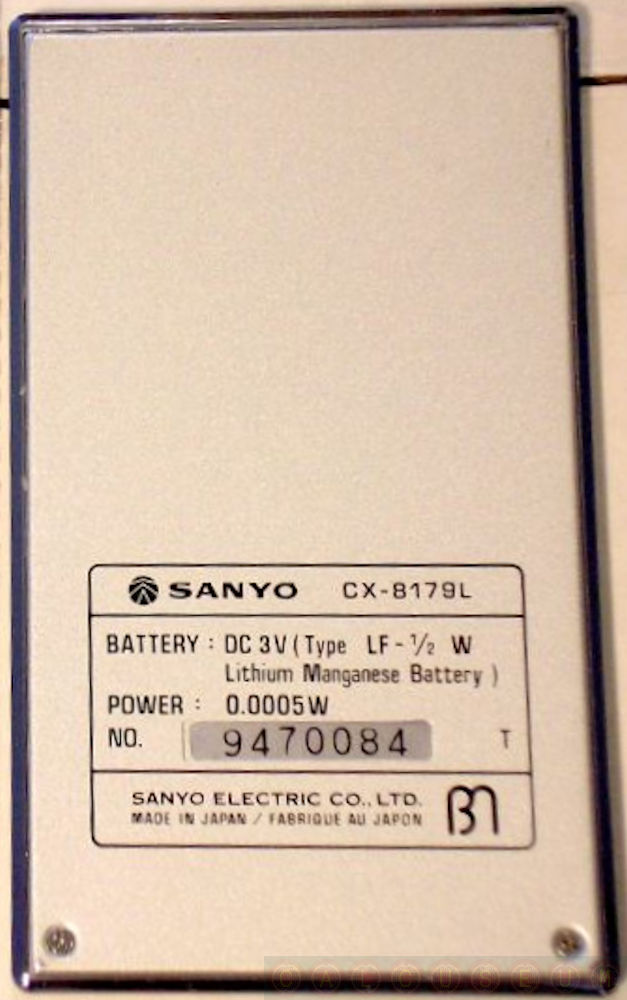 SANYO CX-8179L
BATTERY : DC 3V (Type LF - ½ W
Lithium Manganese Battery )
POWER : 0.0005W
NO. 9470084 T
SANYO ELECTRIC CO., LTD.
MADE IN JAPAN / FABRIQUE AU JAPON
CALCUSEUM